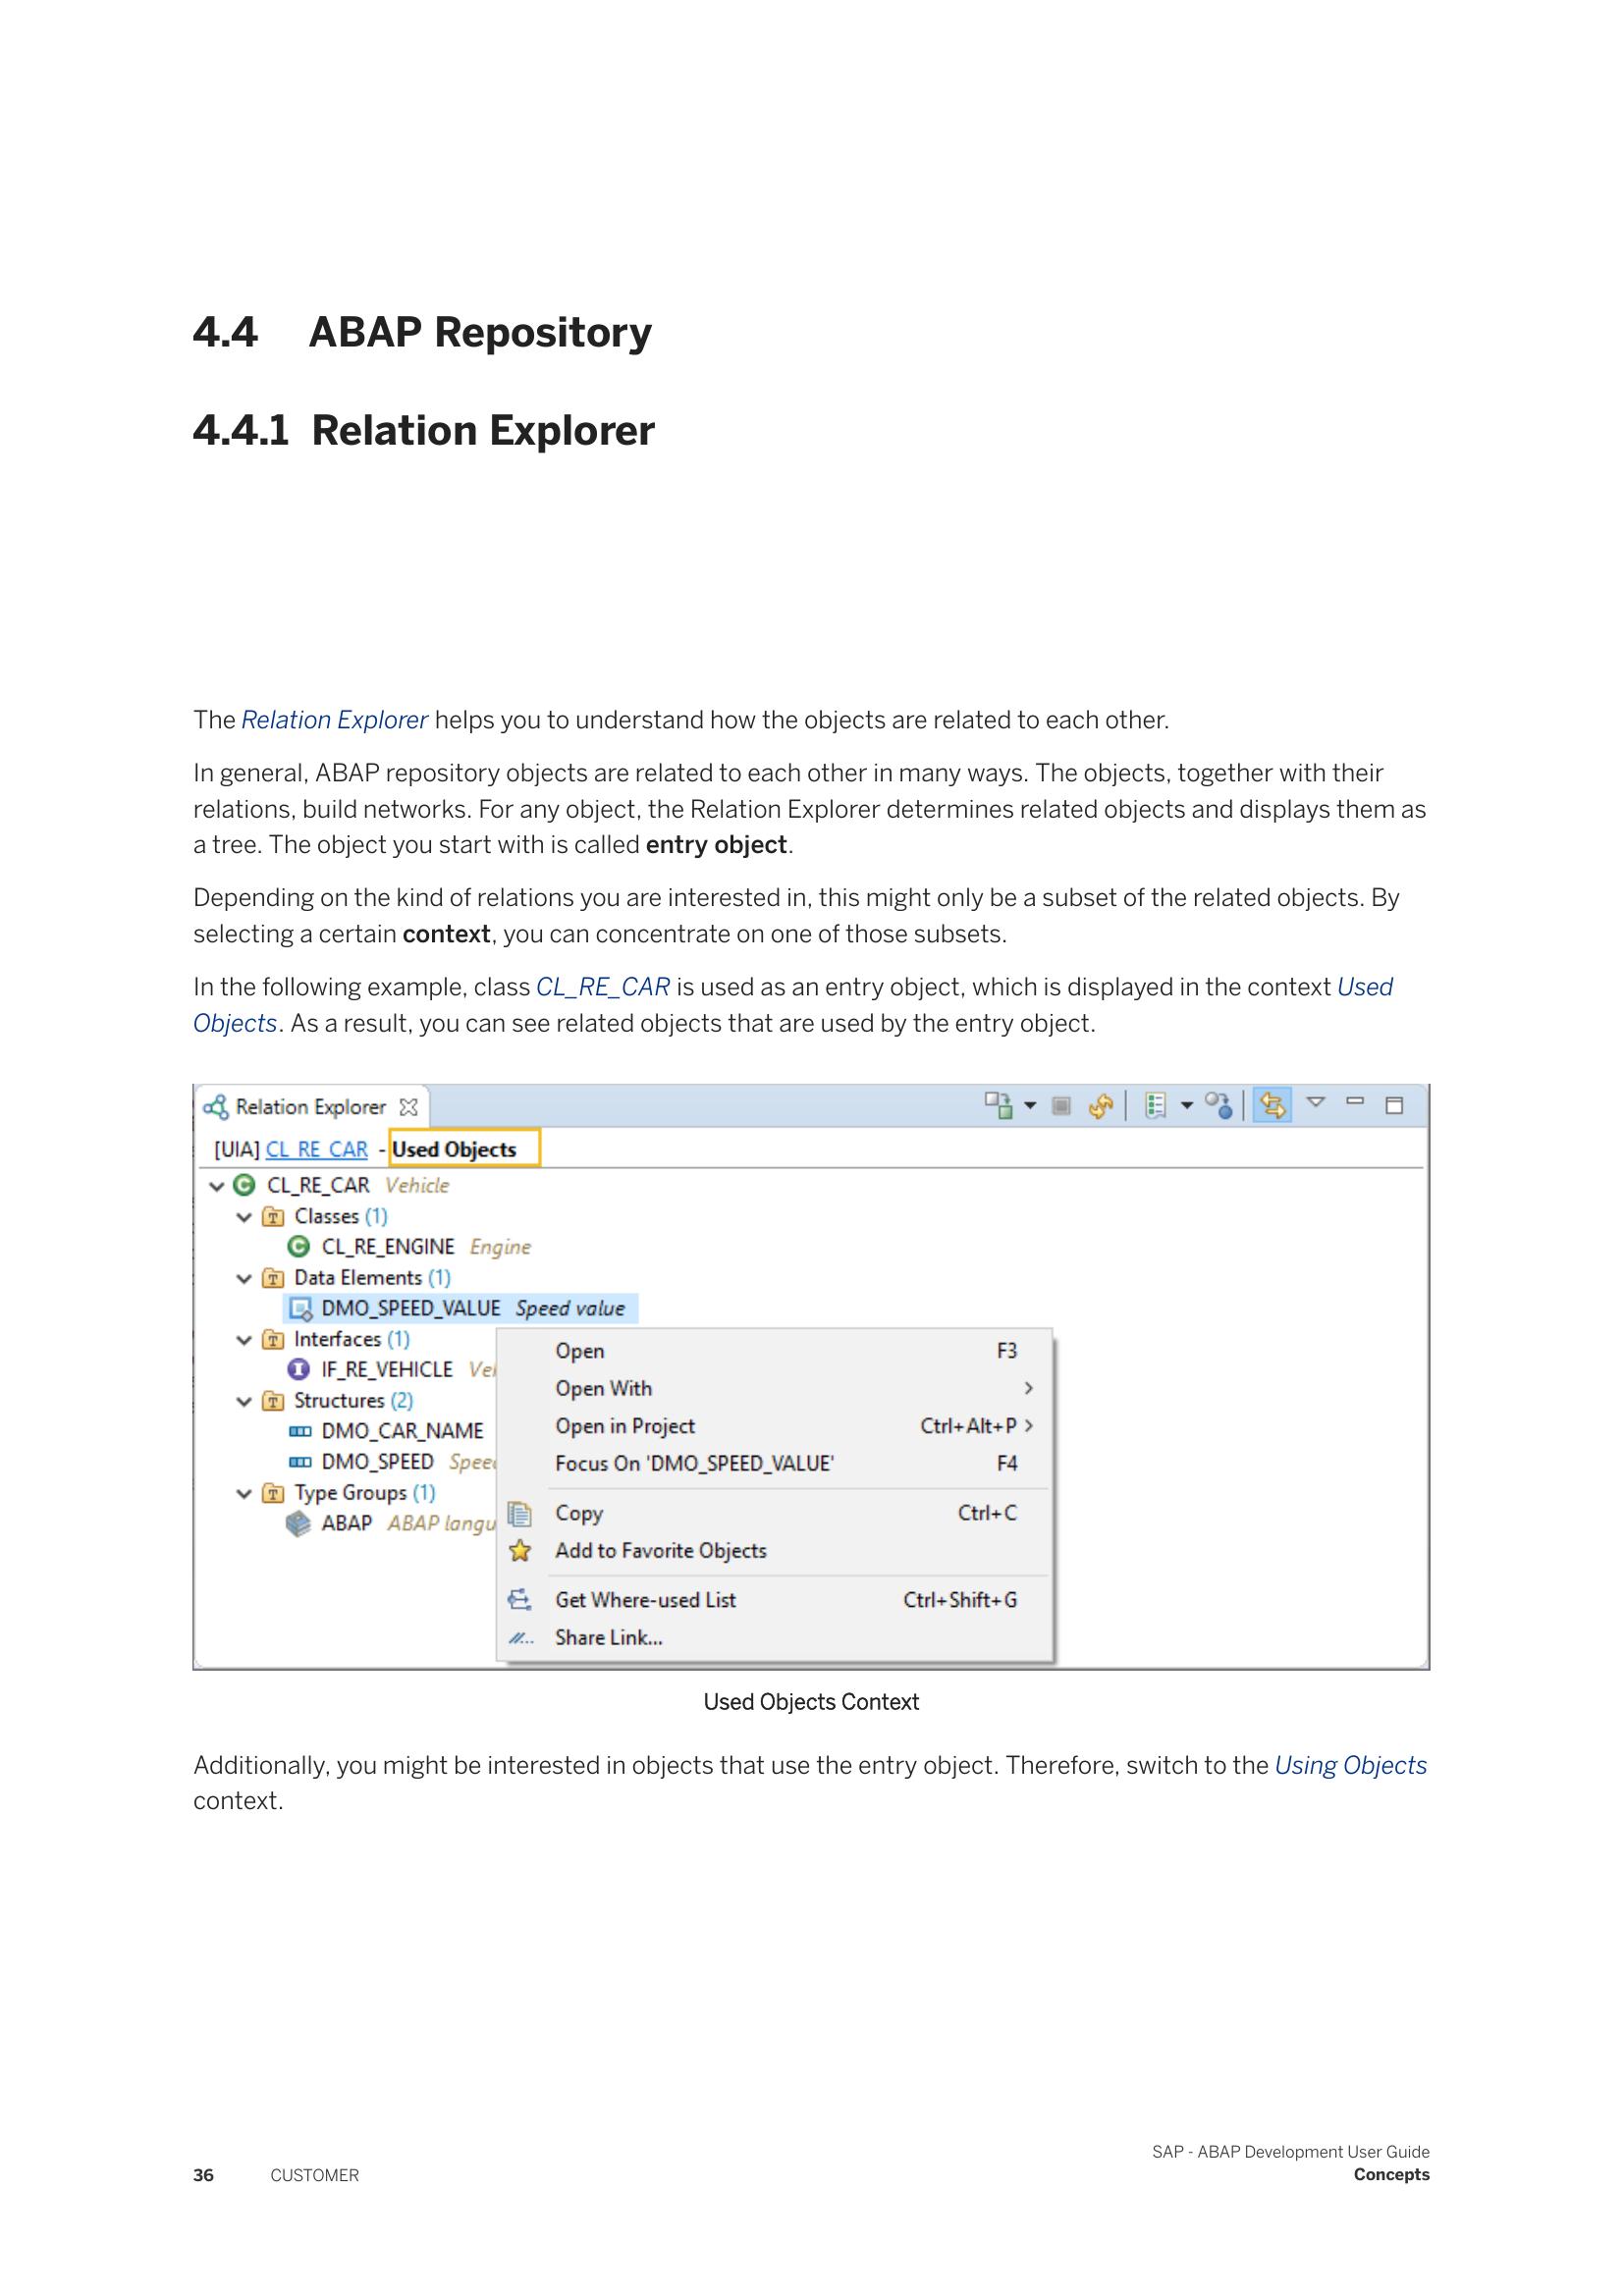 4.4 ABAP Repository
4.4.1 Relation Explorer
The Relation Explorer helps you to understand how the objects are related to each other.
In general, ABAP repository objects are related to each other in many ways. The objects, together with their
relations, build networks. For any object, the Relation Explorer determines related objects and displays them as
a tree. The object you start with is called entry object.
Depending on the kind of relations you are interested in, this might only be a subset of the related objects. By
selecting a certain context, you can concentrate on one of those subsets.
In the following example, class CL_RE_CAR is used as an entry object, which is displayed in the context Used
Objects. As a result, you can see related objects that are used by the entry object.
Relation Explorer
[UIA] CL_RE_CAR - Used Objects
CL_RE_CAR Vehicle
Classes (1)
CL_RE_ENGINE Engine
Data Elements (1)
DMO_SPEED_VALUE Speed value
Interfaces (1)
IF_RE_VEHICLE
Structures (2)
DMO_CAR_NAME
DMO_SPEED
Type Groups (1)
ABAP ABAP langu
Open F3
Open With >
Open in Project Ctrl+Alt+P >
Focus On 'DMO_SPEED_VALUE' F4
Copy Ctrl+C
Add to Favorite Objects
Get Where-used List Ctrl+Shift+G
Share Link...
Used Objects Context
Additionally, you might be interested in objects that use the entry object. Therefore, switch to the Using Objects
context.
36 CUSTOMER
SAP - ABAP Development User Guide
Concepts